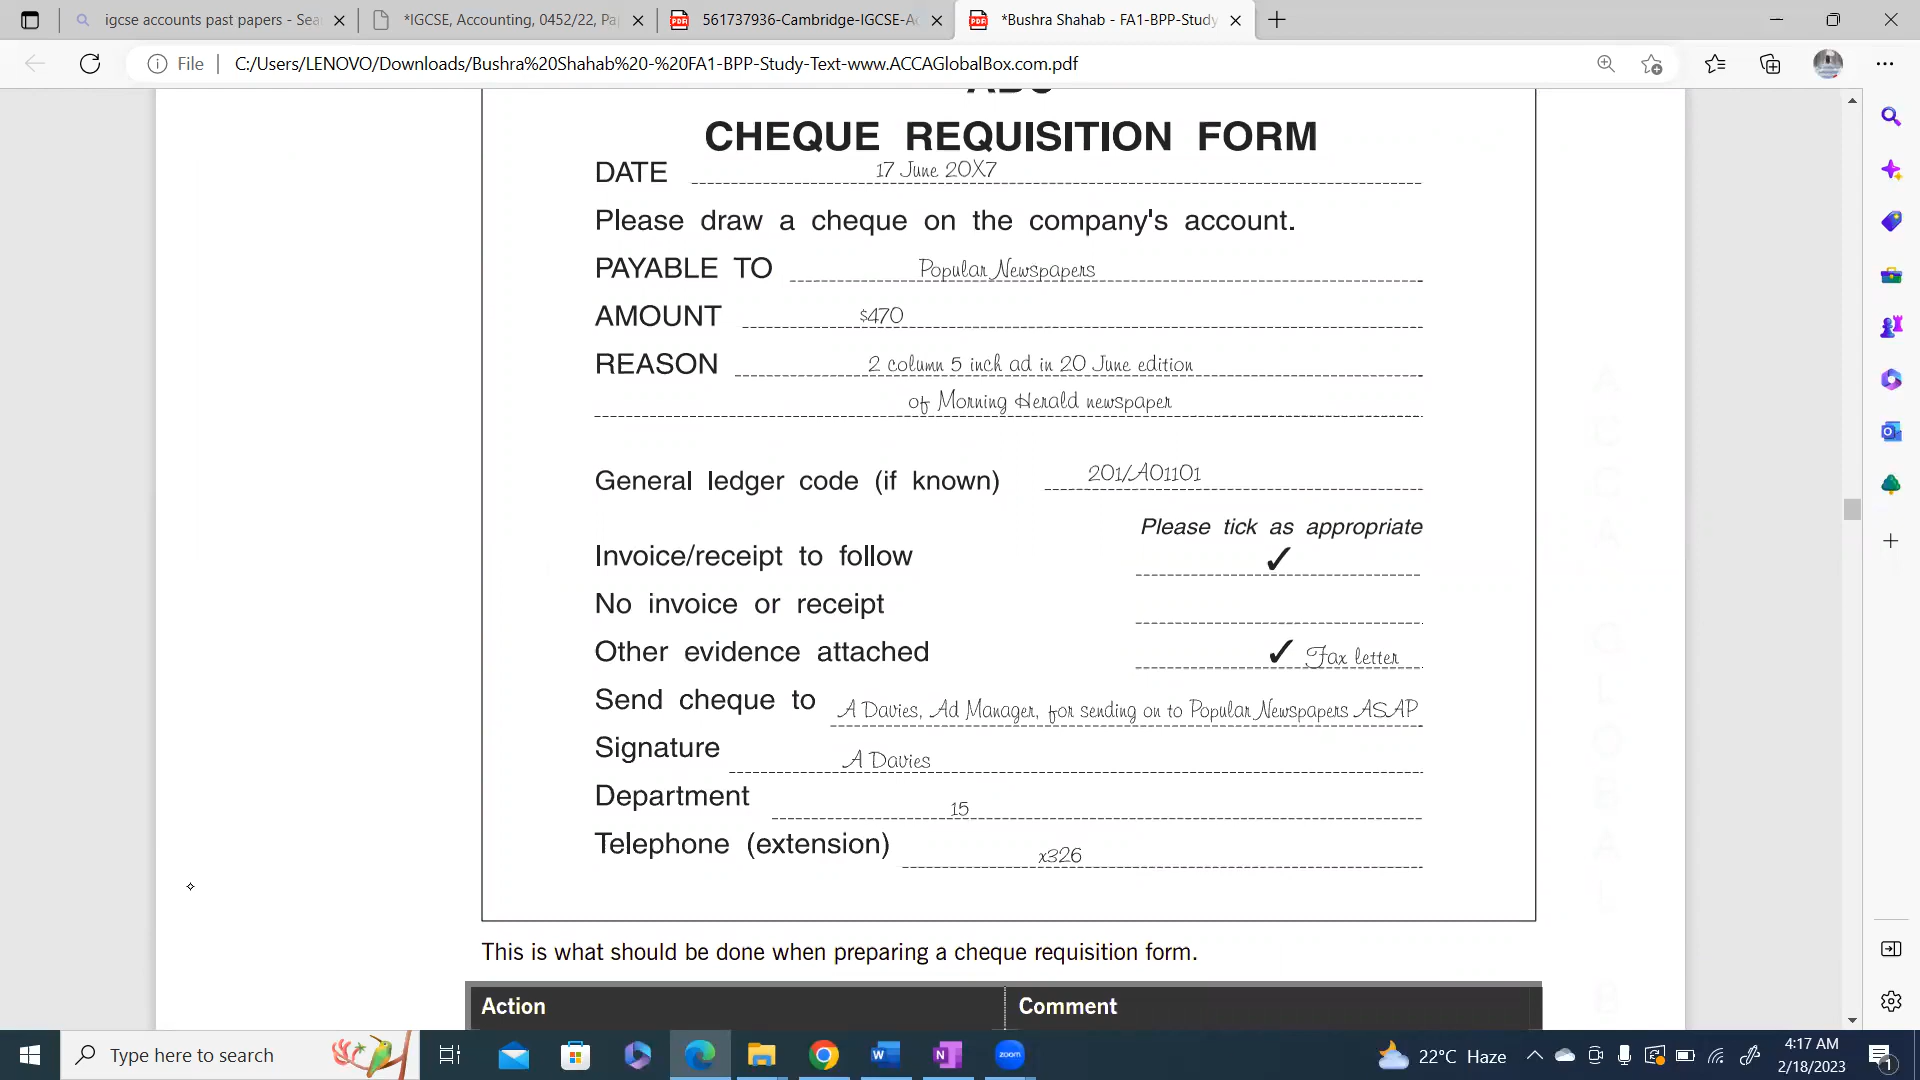 igcse accounts past papers - Sea
*IGCSE, Accounting, 0452/22, Pa
561737936-Cambridge-IGCSE-Ac
*Bushra Shahab - FA1-BPP-Study
File
C:/Users/LENOVO/Downloads/Bushra%20Shahab%20-%20FA1-BPP-Study-Text-www.ACCAGlobalBox.com.pdf
ABC
CHEQUE REQUISITION FORM
DATE 17 June 20X7
Please draw a cheque on the company's account.
PAYABLE TO Popular Newspapers
AMOUNT $470
REASON 2 column 5 inch ad in 20 June edition
of Morning Herald newspaper
General ledger code (if known) 201/A01101
Please tick as appropriate
Invoice/receipt to follow ✓
No invoice or receipt
Other evidence attached ✓ Fax letter
Send cheque to A Davies, Ad Manager, for sending on to Popular Newspapers ASAP
Signature A Davies
Department 15
Telephone (extension) x326
This is what should be done when preparing a cheque requisition form.
Action Comment
Type here to search
zoom
22°C Haze
4:17 AM
2/18/2023
1